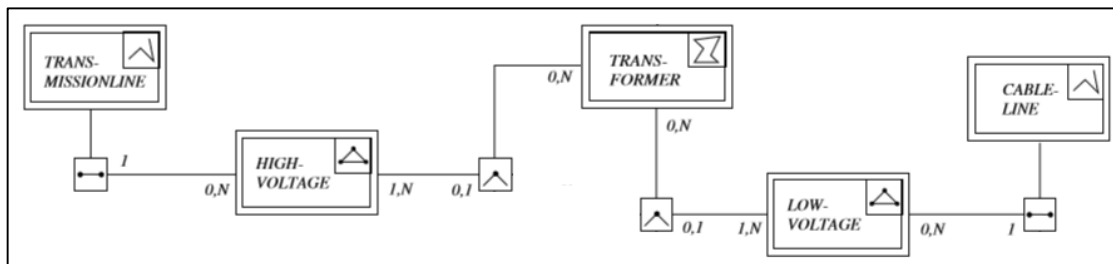 TRANS-
MISSIONLINE
1
0,N
HIGH-
VOLTAGE
1,N
0,1
0,N
TRANS-
FORMER
0,N
0,1
1,N
LOW-
VOLTAGE
0,N
1
CABLE-
LINE